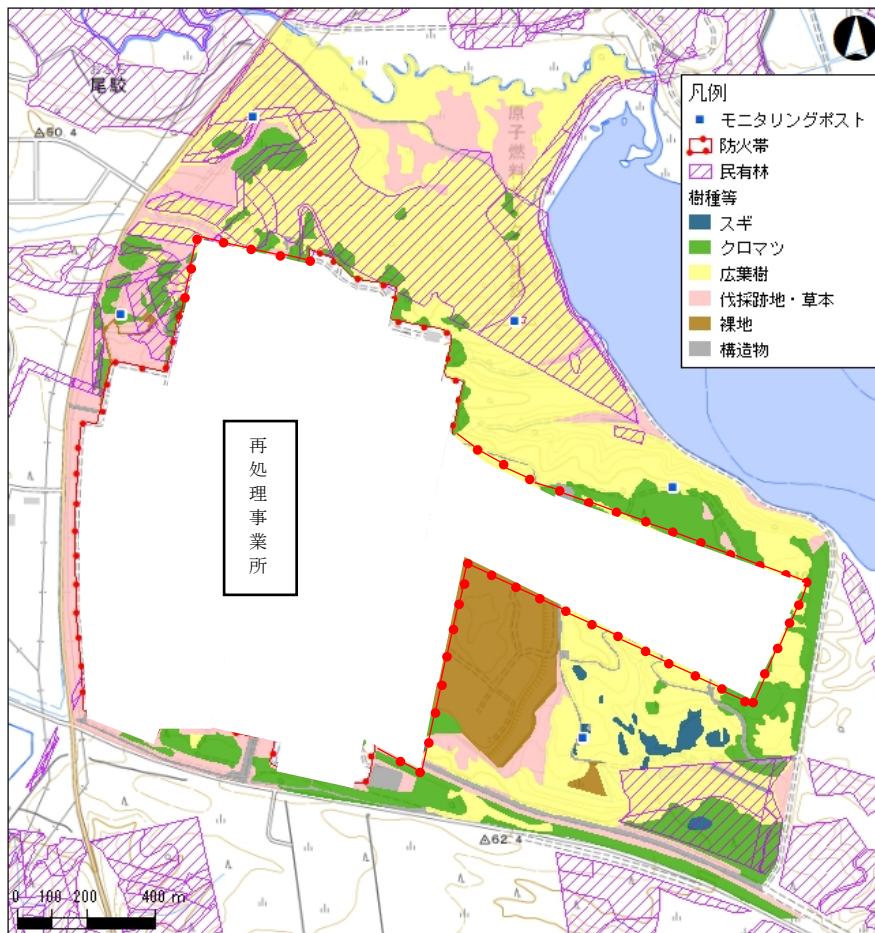 おぶち
尾駮
△50.4
原子燃料
凡例
モニタリングポスト
防火帯
民有林
樹種等
スギ
クロマツ
広葉樹
伐採跡地・草本
裸地
構造物
再処理事業所
△62.4
0 100 200 400 m